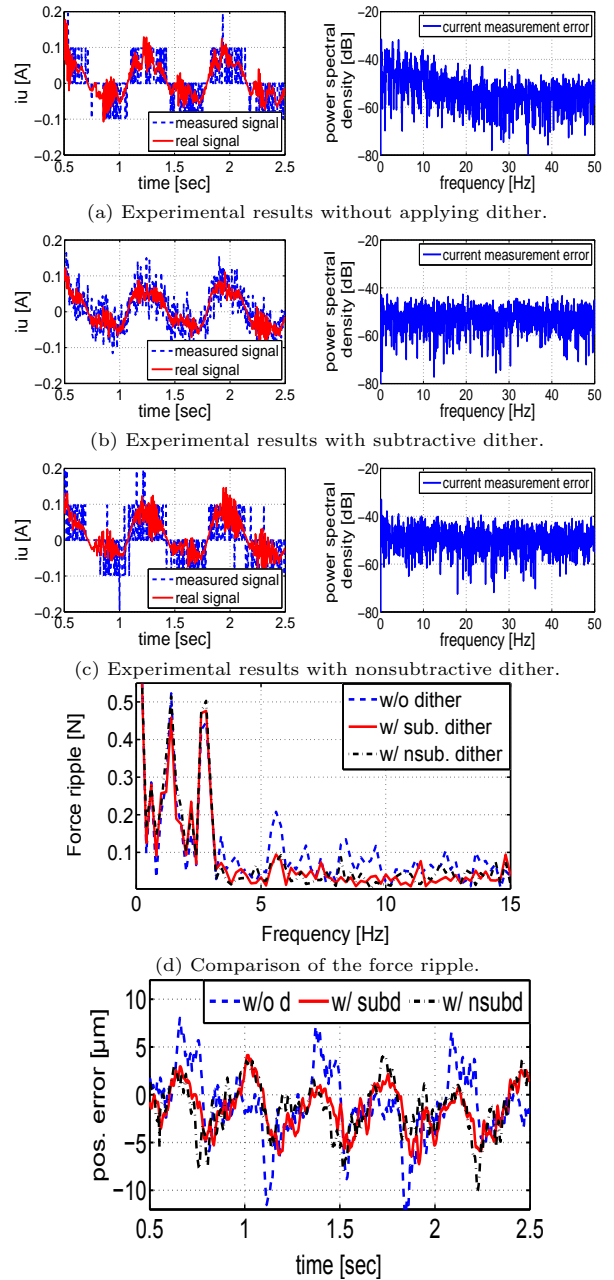 0.2
0.1
0
−0.1
−0.2
0.5
1
1.5
2
2.5
iu [A]
time [sec]
measured signal
real signal
−20
−40
−60
−80
0
10
20
30
40
50
power spectral
density [dB]
frequency [Hz]
current measurement error
(a) Experimental results without applying dither.
0.2
0.1
0
−0.1
−0.2
0.5
1
1.5
2
2.5
iu [A]
time [sec]
measured signal
real signal
−20
−40
−60
−80
0
10
20
30
40
50
power spectral
density [dB]
frequency [Hz]
current measurement error
(b) Experimental results with subtractive dither.
0.2
0.1
0
−0.1
−0.2
0.5
1
1.5
2
2.5
iu [A]
time [sec]
measured signal
real signal
−20
−40
−60
−80
0
10
20
30
40
50
power spectral
density [dB]
frequency [Hz]
current measurement error
(c) Experimental results with nonsubtractive dither.
0.5
0.4
0.3
0.2
0.1
0
5
10
15
Force ripple [N]
Frequency [Hz]
w/o dither
w/ sub. dither
w/ nsub. dither
(d) Comparison of the force ripple.
10
5
0
−5
−10
0.5
1
1.5
2
2.5
pos. error [µm]
time [sec]
w/o d
w/ subd
w/ nsubd